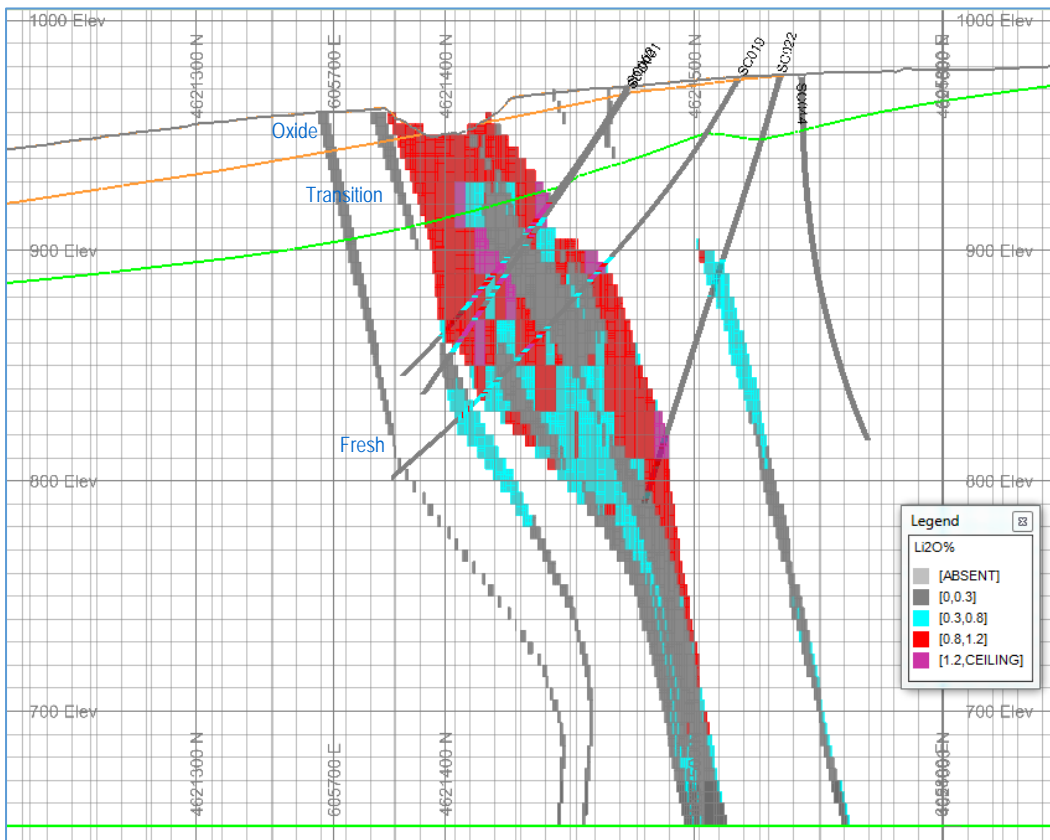 1000 Elev
1000 Elev
4621300 N
605700 E
4621400 N
SC019
SC022
Oxide
Transition
900 Elev
900 Elev
Fresh
800 Elev
800 Elev
Legend
Li2O%
[ABSENT]
[0,0.3]
[0.3,0.8]
[0.8,1.2]
[1.2,CEILING]
700 Elev
700 Elev
4621300 N
605700 E
4621400 N